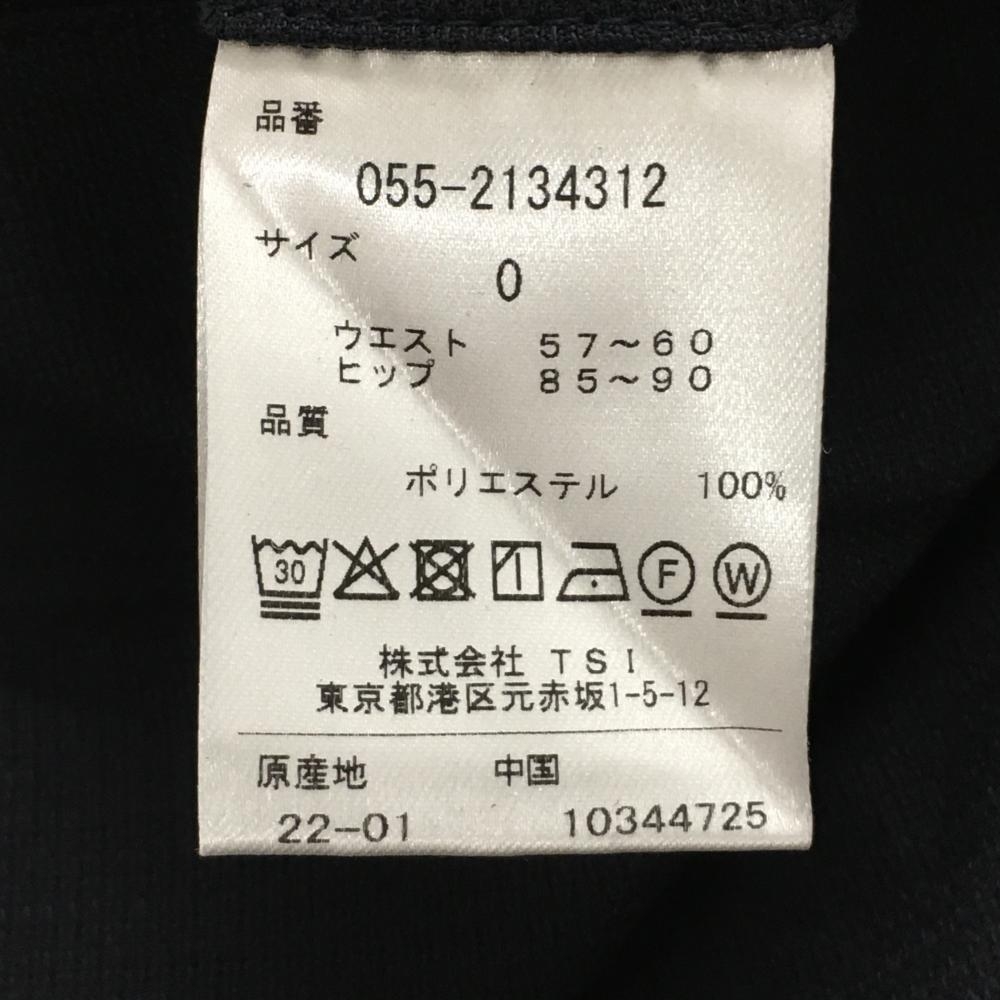 品番
055-2134312
サイズ
0
ウエスト 57～60
ヒップ 85～90
品質
ポリエステル 100%
30 F W
株式会社 TSI
東京都港区元赤坂1-5-12
原産地 中国
22-01 10344725